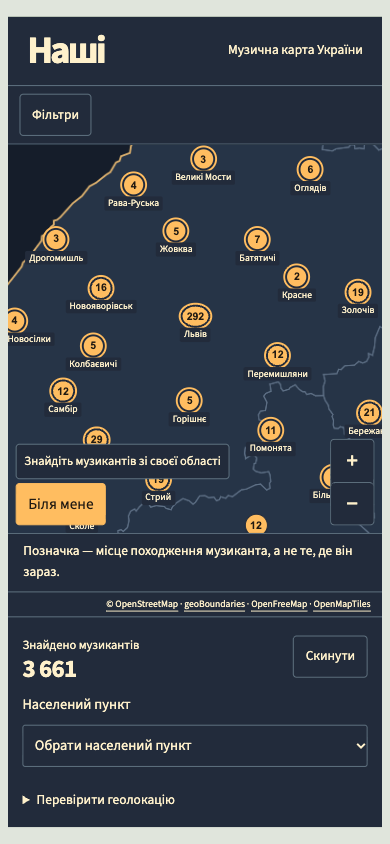 Наші
Музична карта України
Фільтри
3
Великі Мости
6
Оглядів
4
Рава-Руська
5
Жовква
3
Дрогомишль
7
Батятичі
2
Красне
16
Новояворівськ
19
Золочів
4
Новосілки
292
Львів
5
Колбаєвичі
12
Перемишляни
12
Самбір
5
Горішнє
21
Бережан
11
Помонята
29
Знайдіть музикантів зі своєї області
+
19
Стрий
Біль
Біля мене
−
Сколе
12
Позначка — місце походження музиканта, а не те, де він
зараз.
© OpenStreetMap · geoBoundaries · OpenFreeMap · OpenMapTiles
Знайдено музикантів
3 661
Скинути
Населений пункт
Обрати населений пункт
Перевірити геолокацію